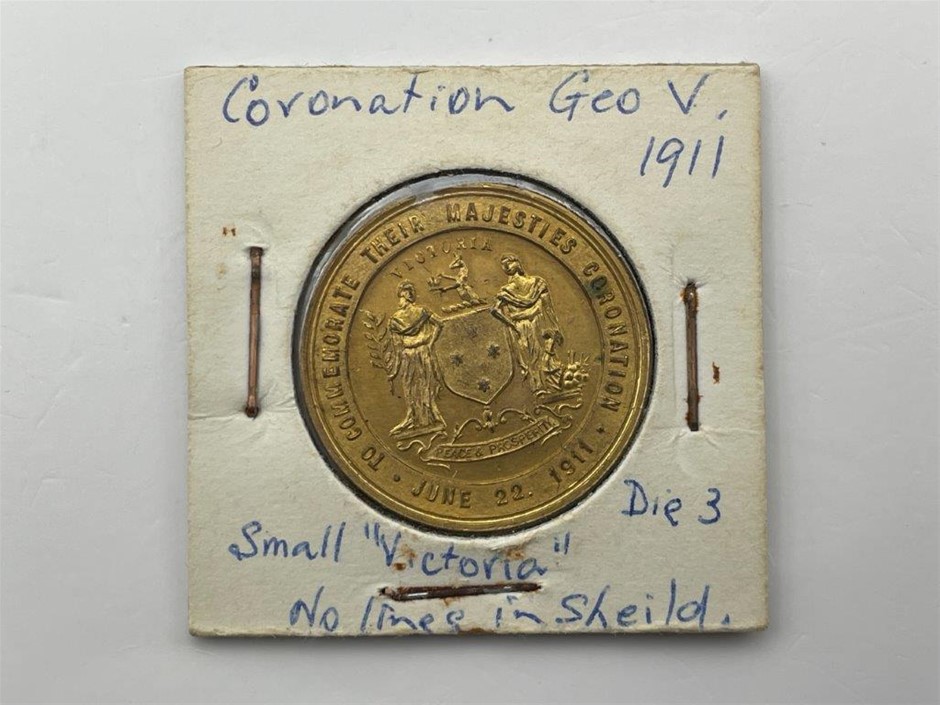 Coronation Geo V.
1911
TO COMMEMORATE THEIR MAJESTIES CORONATION
VICTORIA
PEACE & PROSPERITY
• JUNE 22. 1911 •
Die 3
Small "Victoria"
No lines in Sheild.